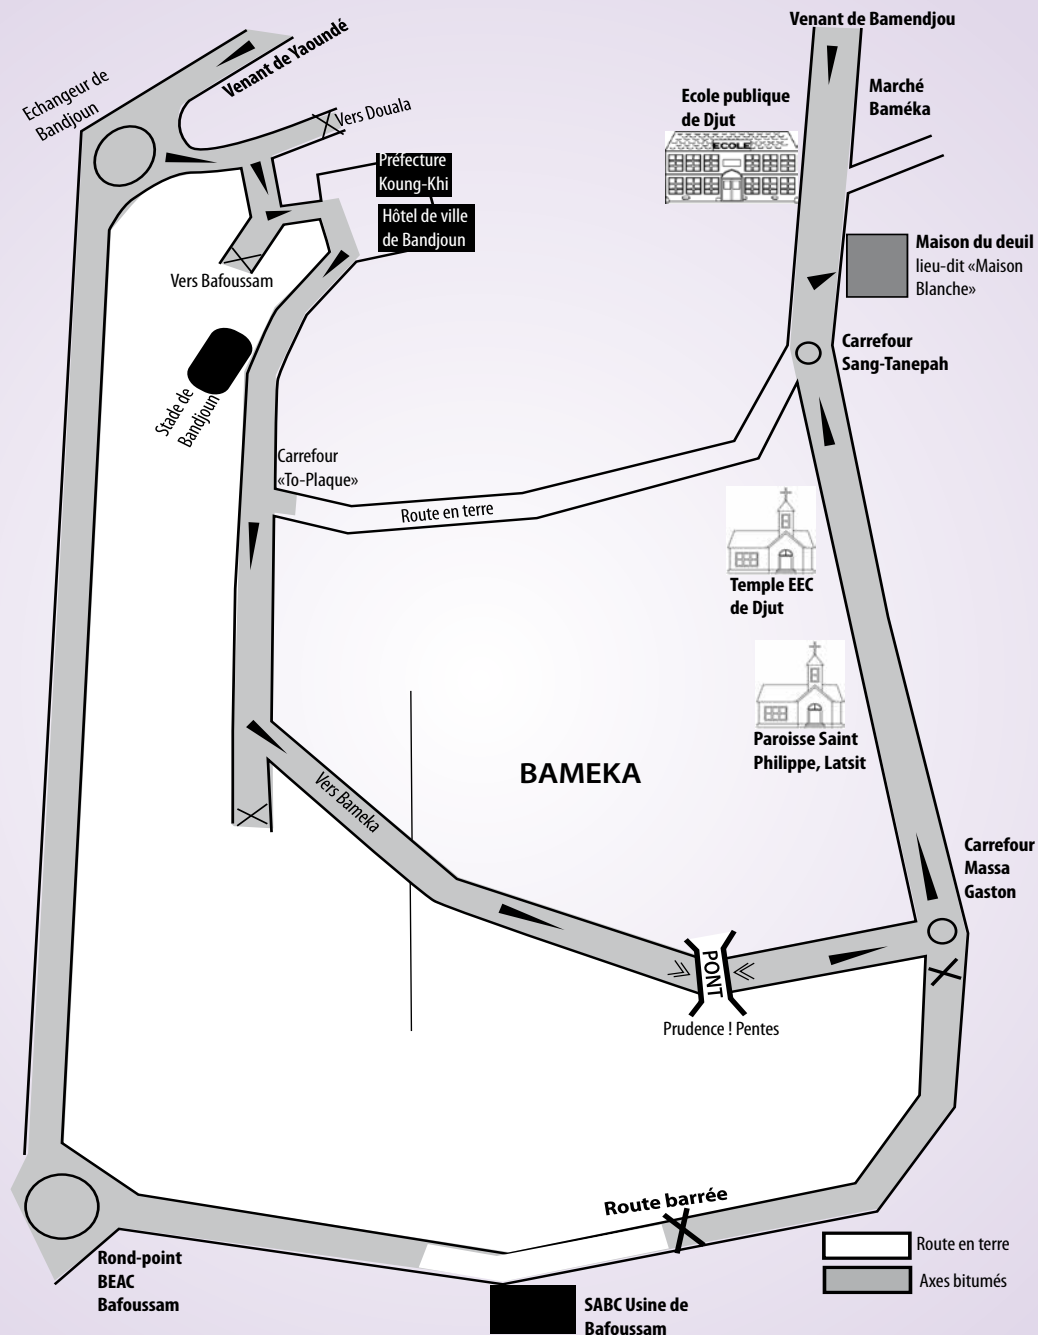 Venant de Bamendjou
Echangeur de
Bandjoun
Venant de Yaoundé
Vers Douala
Ecole publique
de Djut
ECOLE
Marché
Baméka
Préfecture
Koung-Khi
Hôtel de ville
de Bandjoun
Vers Bafoussam
Maison du deuil
lieu-dit «Maison
Blanche»
Carrefour
Sang-Tanepah
Stade de
Bandjoun
Carrefour
«To-Plaque»
Route en terre
Temple EEC
de Djut
Paroisse Saint
Philippe, Latsit
BAMEKA
Vers Bameka
Carrefour
Massa
Gaston
PONT
Prudence ! Pentes
Route barrée
Rond-point
BEAC
Bafoussam
SABC Usine de
Bafoussam
Route en terre
Axes bitumés